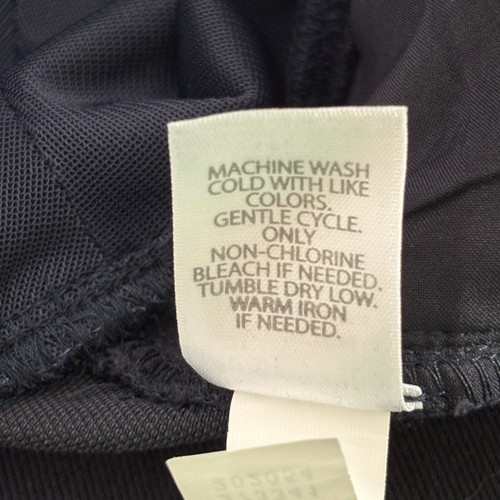 MACHINE WASH
COLD WITH LIKE
COLORS.
GENTLE CYCLE.
ONLY
NON-CHLORINE
BLEACH IF NEEDED.
TUMBLE DRY LOW.
WARM IRON
IF NEEDED.